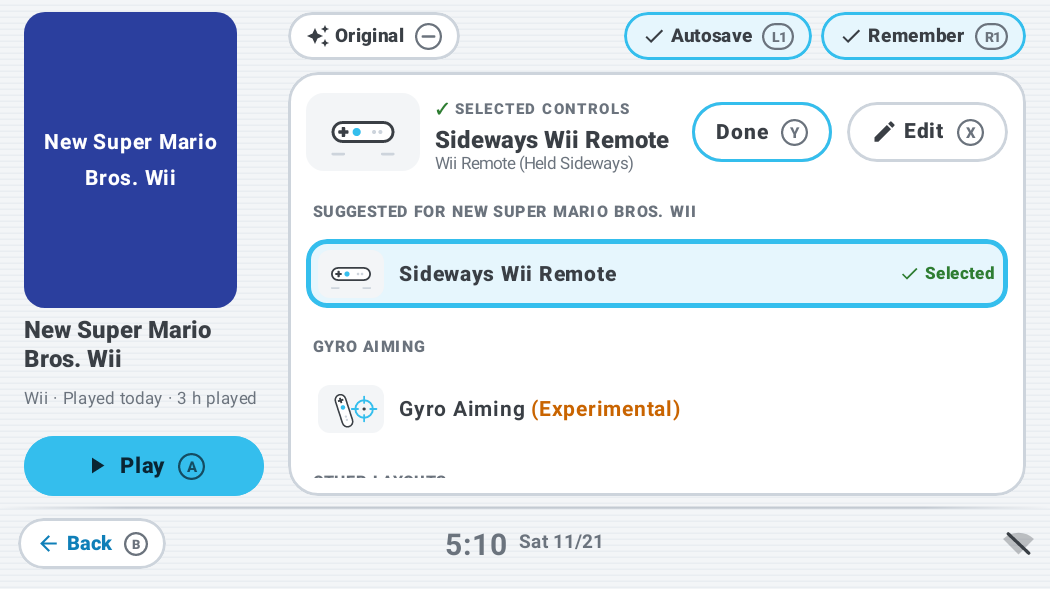 New Super Mario
Bros. Wii
New Super Mario
Bros. Wii
Wii · Played today · 3 h played
Play A
Original
Autosave L1
Remember R1
✓ SELECTED CONTROLS
Sideways Wii Remote
Wii Remote (Held Sideways)
Done Y
Edit X
SUGGESTED FOR NEW SUPER MARIO BROS. WII
Sideways Wii Remote
Selected
GYRO AIMING
Gyro Aiming (Experimental)
OTHER LAYOUTS
Back B
5:10 Sat 11/21